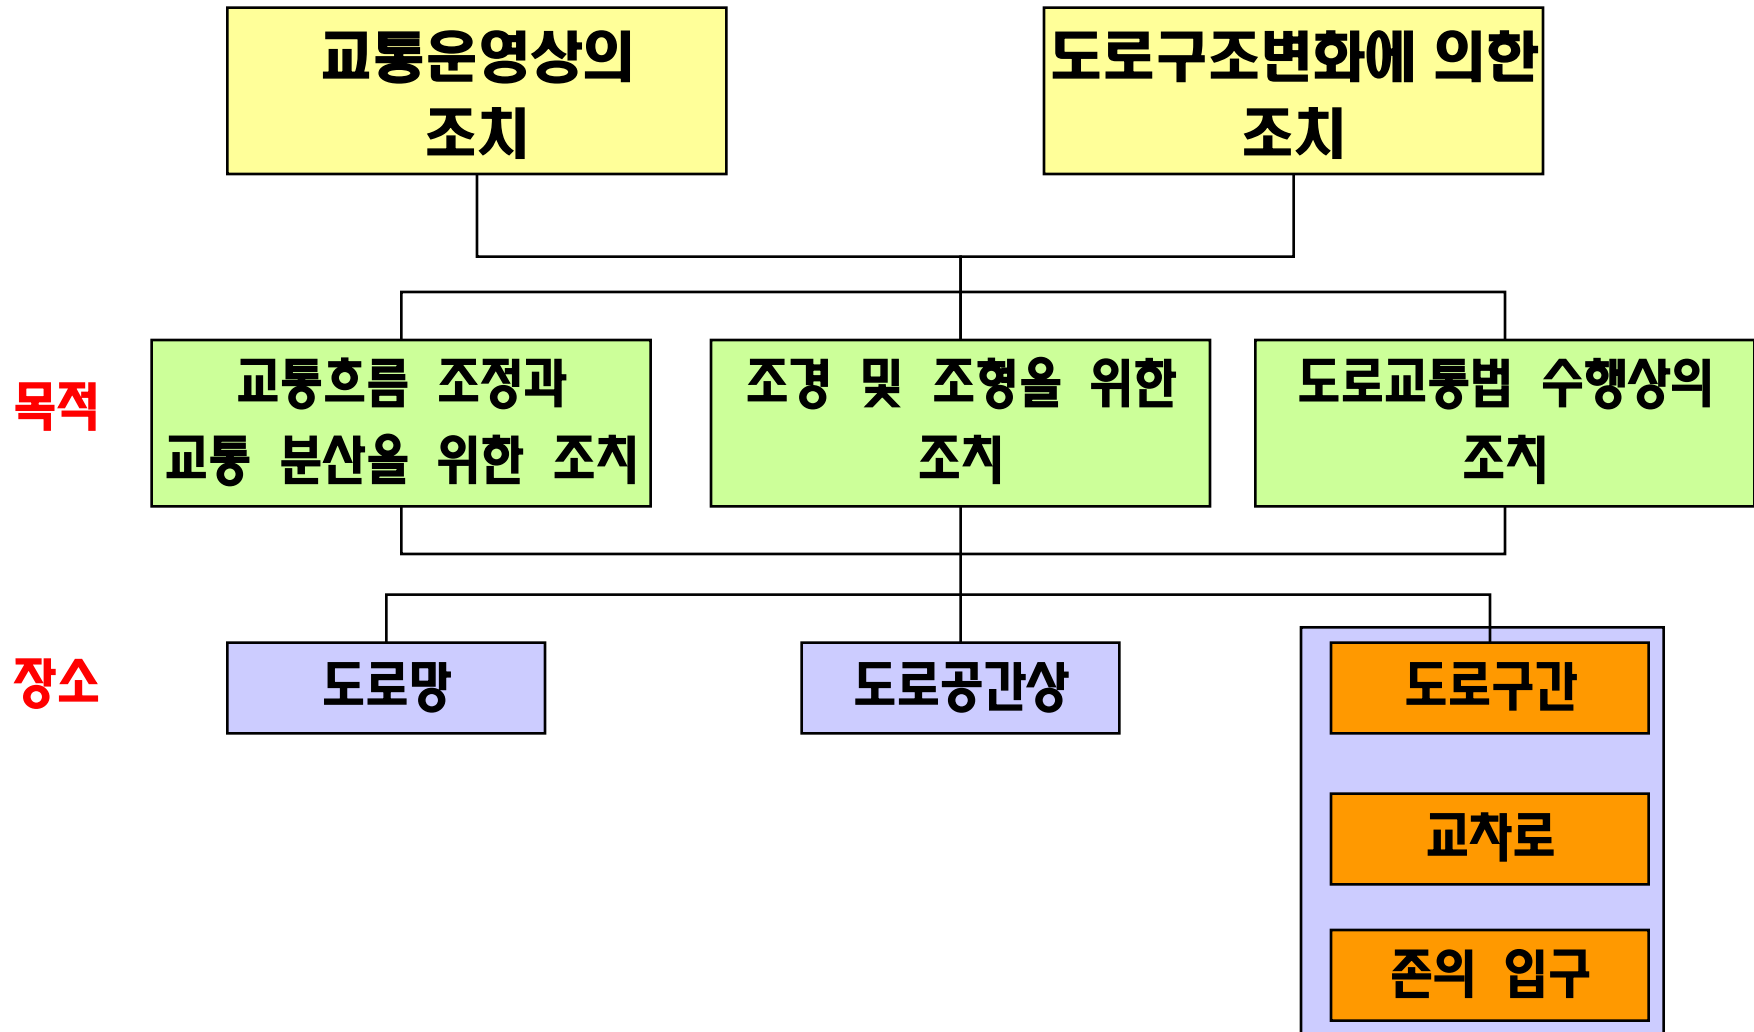 교통운영상의
조치
도로구조변화에 의한
조치
목적
교통흐름 조정과
교통 분산을 위한 조치
조경 및 조형을 위한
조치
도로교통법 수행상의
조치
장소
도로망
도로공간상
도로구간
교차로
존의 입구